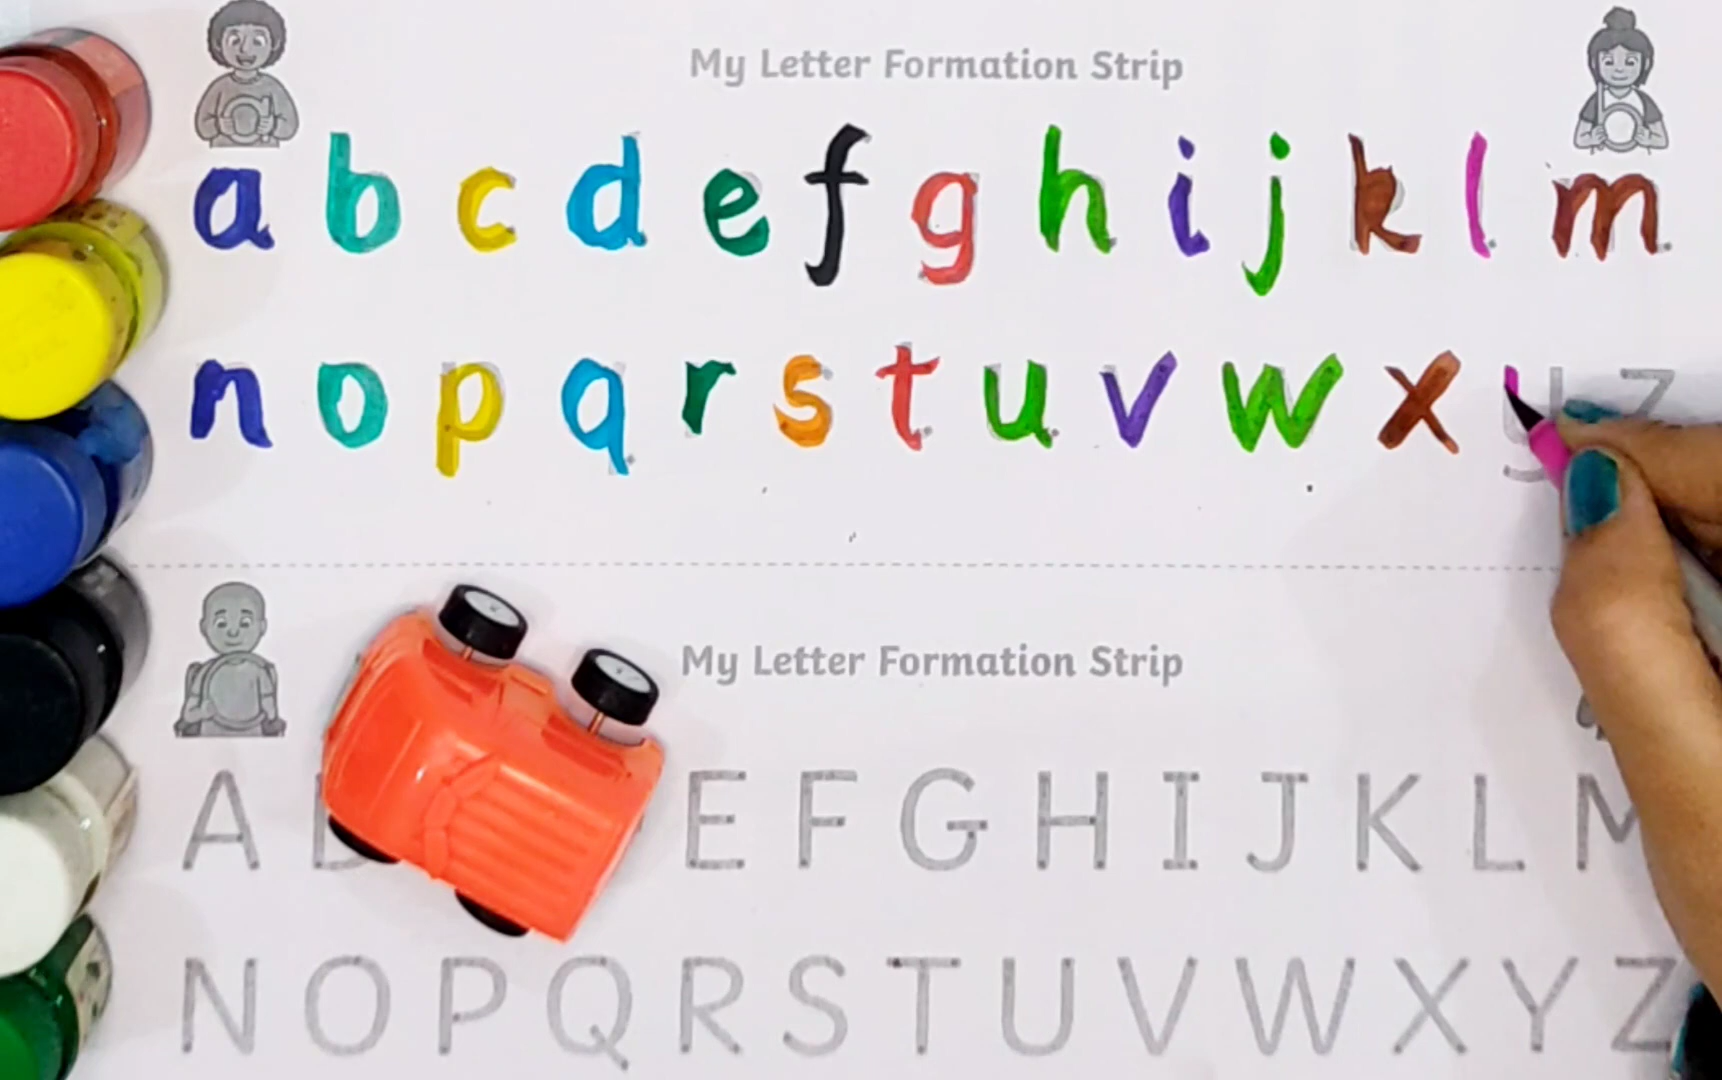 My Letter Formation Strip
a b c d e f g h i j k l m
n o p q r s t u v w x y z
My Letter Formation Strip
A E F G H I J K L M
N O P Q R S T U V W X Y Z